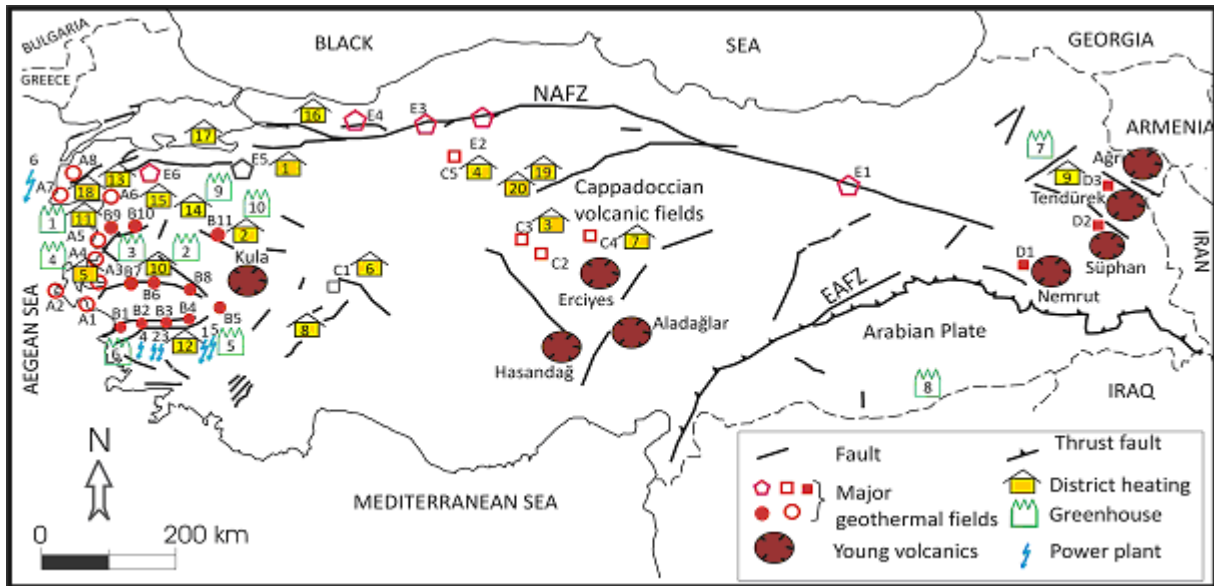 BULGARIA
GREECE
BLACK
SEA
GEORGIA
ARMENIA
IRAN
IRAQ
AEGEAN SEA
MEDITERRANEAN SEA
NAFZ
EAFZ
Arabian Plate
16
E4
E3
17
E2
C5
4
19
20
7
9
Ağr
D3
Tendürek
D2
Süphan
D1
Nemrut
E1
6
A8
A7
13
18
A6
E6
E5
1
15
9
14
10
1
11
B9
B10
B11
2
A5
3
2
4
A4
5
A3
10
B7
B6
B8
Kula
A2
A1
B1
B2
B3
B4
B5
4
23
15
12
5
6
C1
6
8
Cappadoccian
volcanic fields
C3
3
C2
C4
7
Erciyes
Aladağlar
Hasandağ
8
N
0
200 km
Fault
Thrust fault
Major
geothermal fields
District heating
Greenhouse
Young volcanics
Power plant